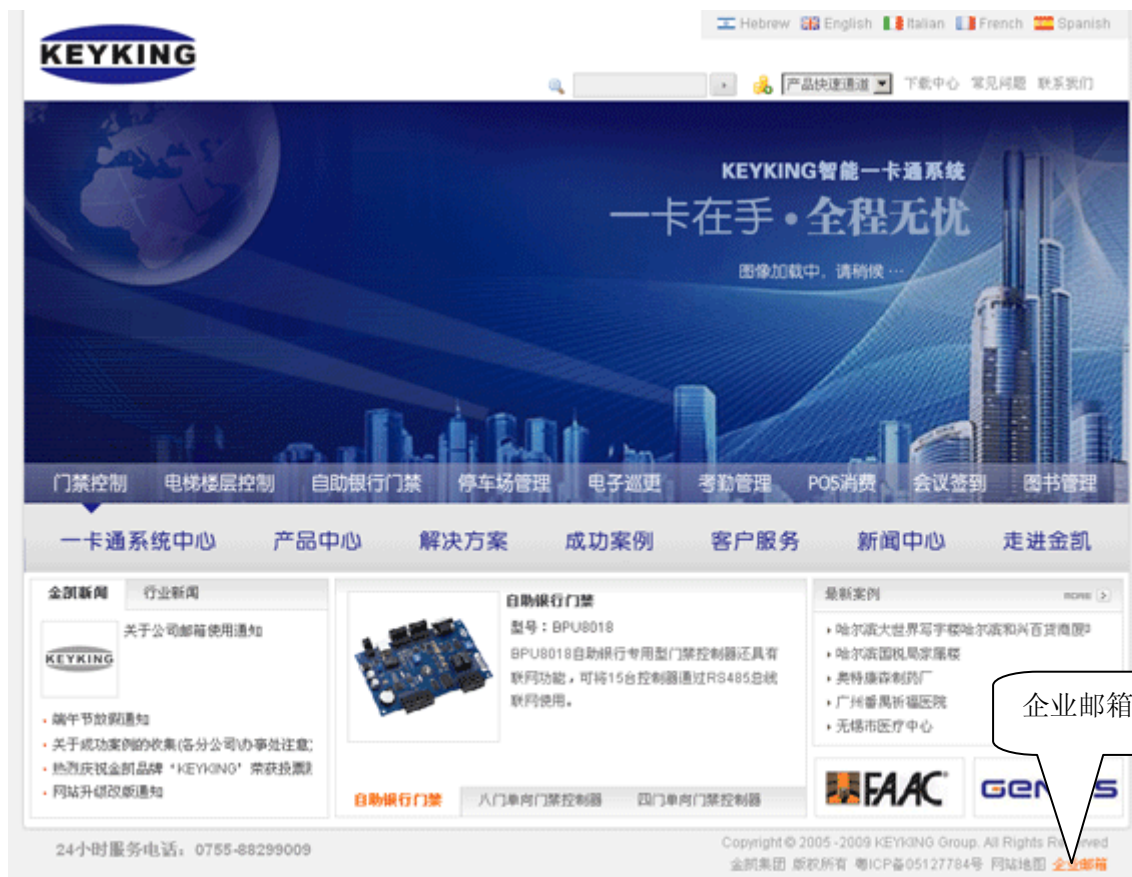 Hebrew English Italian French Spanish
KEYKING
产品快速通道 下载中心 常见问题 联系我们
KEYKING智能一卡通系统
一卡在手·全程无忧
图像加载中，请稍候…
门禁控制 电梯楼层控制 自助银行门禁 停车场管理 电子巡更 考勤管理 POS消费 会议签到 图书管理
一卡通系统中心 产品中心 解决方案 成功案例 客户服务 新闻中心 走进金凯
金凯新闻 行业新闻
KEYKING
关于公司邮箱使用通知
端午节放假通知
关于成功案例的收集(各分公司\办事处注意
热烈庆祝金凯品牌“KEYKING”荣获投票
网站升级改版通知
自助银行门禁
型号：BPU8018
BPU8018自助银行专用型门禁控制器还具有
联网功能，可将15台控制器通过RS485总线
联网使用。
自助银行门禁 八门单向门禁控制器 四门单向门禁控制器
最新案例 more
哈尔滨大世界写字楼哈尔滨和兴百货商厦
哈尔滨国税局家属楼
奥特康森制药厂
广州番禺祈福医院
无锡市医疗中心
企业邮箱
FAAC
24小时服务电话：0755-88299009
Copyright © 2005 -2009 KEYKING Group. All Rights Reserved
金凯集团 版权所有 粤ICP备05127784号 网站地图 企业邮箱